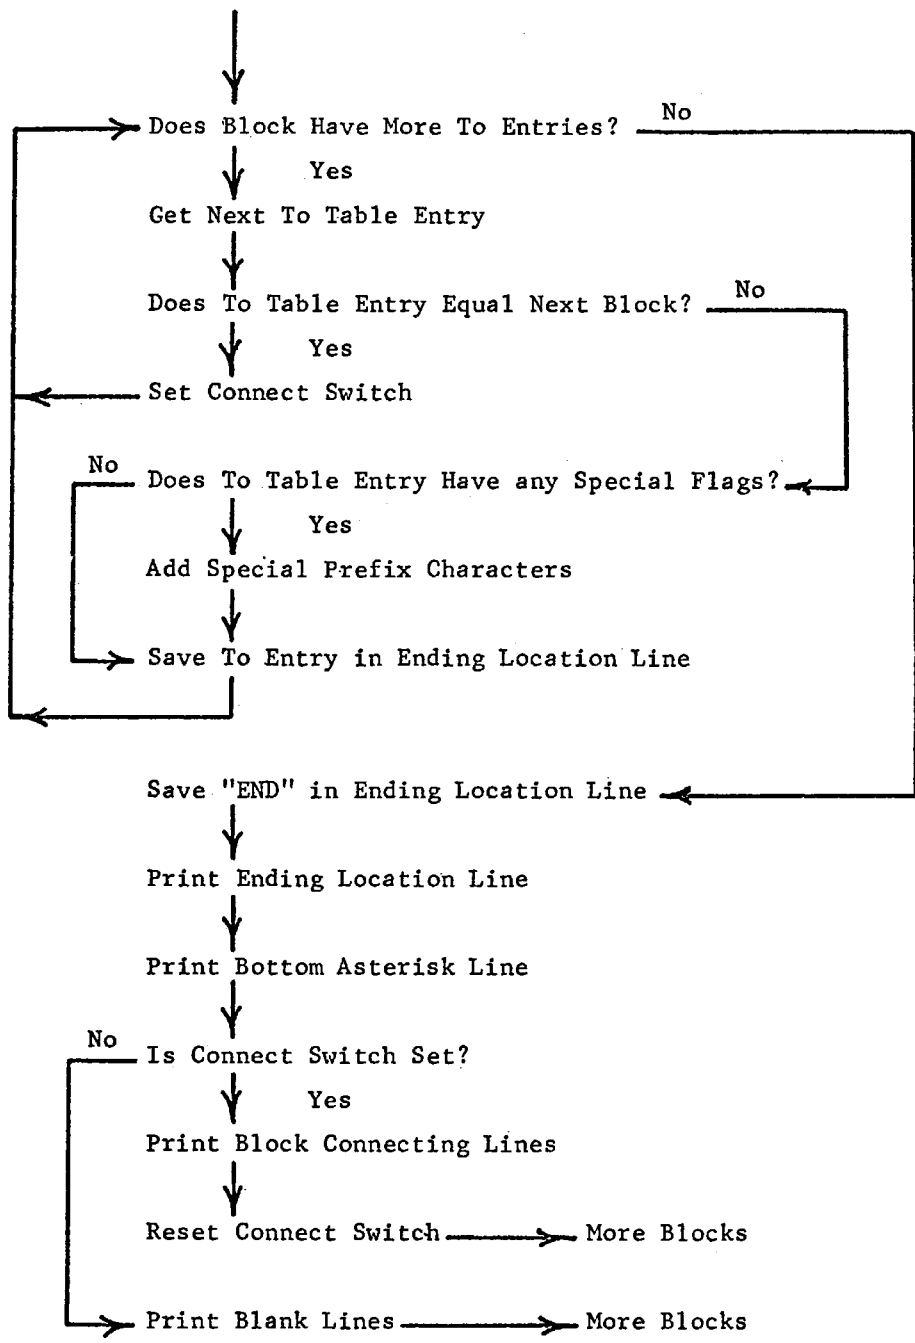 Does Block Have More To Entries? No
Yes
Get Next To Table Entry
Does To Table Entry Equal Next Block? No
Yes
Set Connect Switch
No Does To Table Entry Have any Special Flags?
Yes
Add Special Prefix Characters
Save To Entry in Ending Location Line
Save "END" in Ending Location Line
Print Ending Location Line
Print Bottom Asterisk Line
No Is Connect Switch Set?
Yes
Print Block Connecting Lines
Reset Connect Switch More Blocks
Print Blank Lines More Blocks